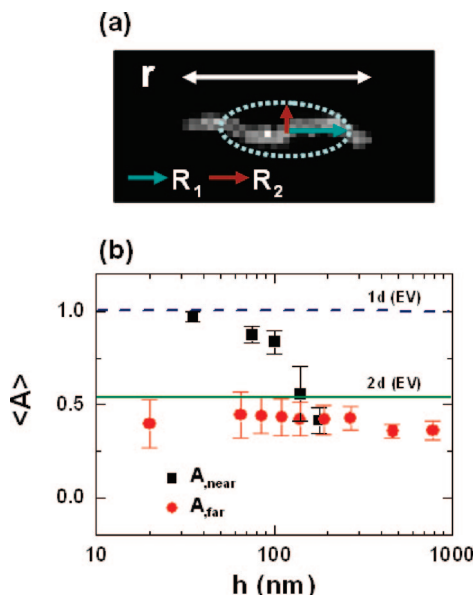 (a)
r
R1 R2
(b)
1d (EV)
1.0
2d (EV)
<A>
0.5
A,near
0.0
A,far
10 100 1000
h (nm)